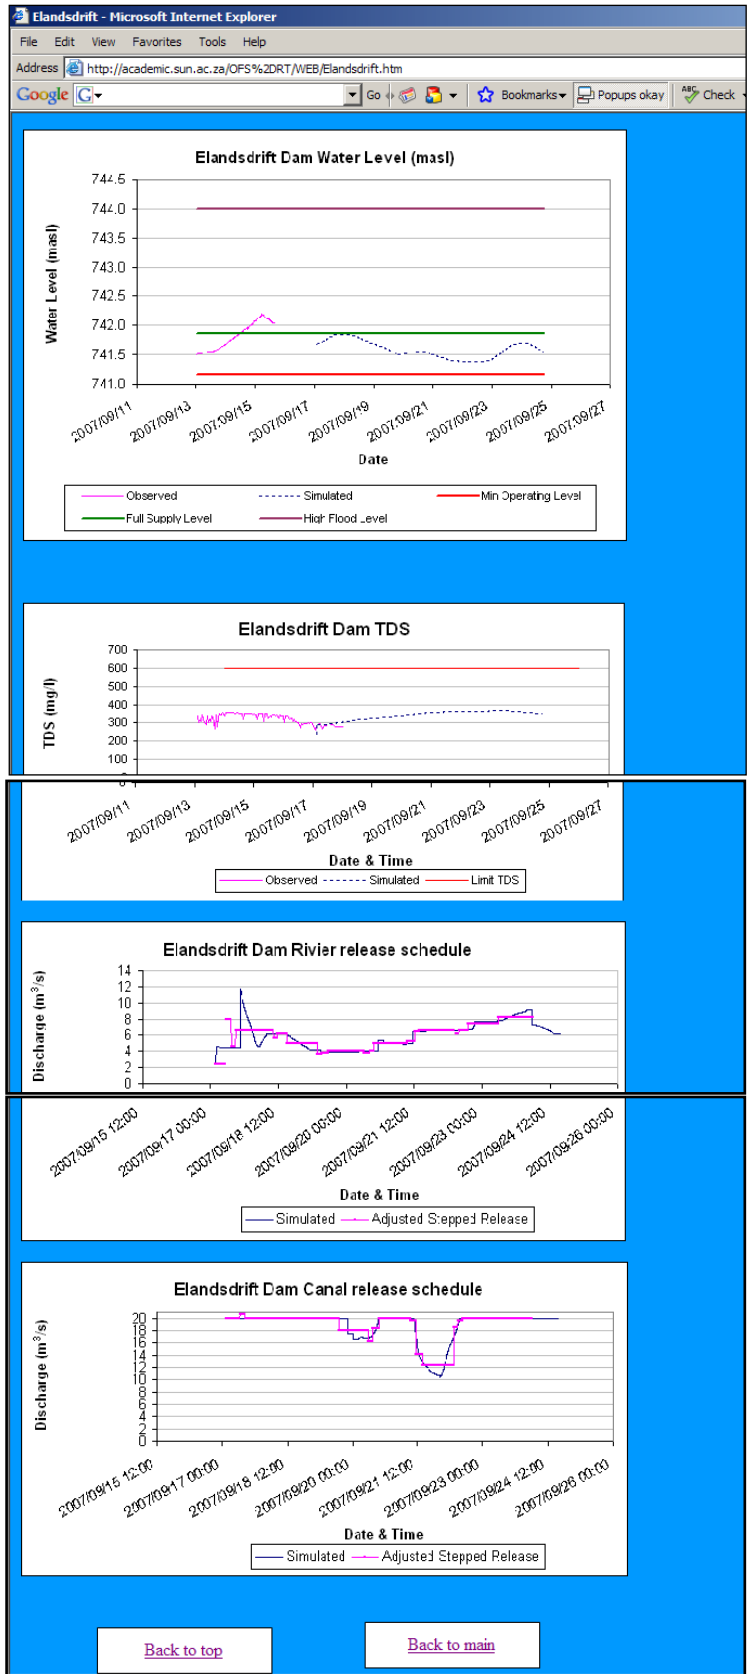 Elandsdrift - Microsoft Internet Explorer
File Edit View Favorites Tools Help
Address http://academic.sun.ac.za/OFS%2DRT/WEB/Elandsdrift.htm
Google G Go Bookmarks Popups okay ABC Check
Elandsdrift Dam Water Level (masl)
Water Level (masl)
744.5
744.0
743.5
743.0
742.5
742.0
741.5
741.0
2007/09/11 2007/09/13 2007/09/15 2007/09/17 2007/09/19 2007/09/21 2007/09/23 2007/09/25 2007/09/27
Date
Observed Simulated Min Operating Level
Full Supply Level High Flood Level
Elandsdrift Dam TDS
TDS (mg/l)
700
600
500
400
300
200
100
0
2007/09/11 2007/09/13 2007/09/15 2007/09/17 2007/09/19 2007/09/21 2007/09/23 2007/09/25 2007/09/27
Date & Time
Observed Simulated Limit TDS
Elandsdrift Dam Rivier release schedule
Discharge (m³/s)
14
12
10
8
6
4
2
0
2007/09/15 12:00 2007/09/17 00:00 2007/09/18 12:00 2007/09/20 00:00 2007/09/21 12:00 2007/09/23 00:00 2007/09/24 12:00 2007/09/26 00:00
Date & Time
Simulated Adjusted Stepped Release
Elandsdrift Dam Canal release schedule
Discharge (m³/s)
20
18
16
14
12
10
8
6
4
2
0
2007/09/15 12:00 2007/09/17 00:00 2007/09/18 12:00 2007/09/20 00:00 2007/09/21 12:00 2007/09/23 00:00 2007/09/24 12:00 2007/09/26 00:00
Date & Time
Simulated Adjusted Stepped Release
Back to top Back to main